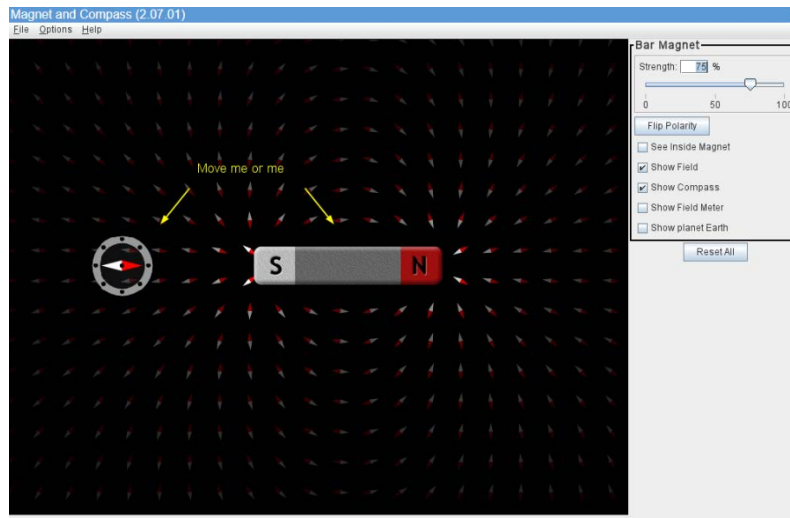 Magnet and Compass (2.07.01)
File Options Help
Bar Magnet
Strength: 75 %
0 50 100
Flip Polarity
See Inside Magnet
Show Field
Show Compass
Show Field Meter
Show planet Earth
Reset All
Move me or me
S N